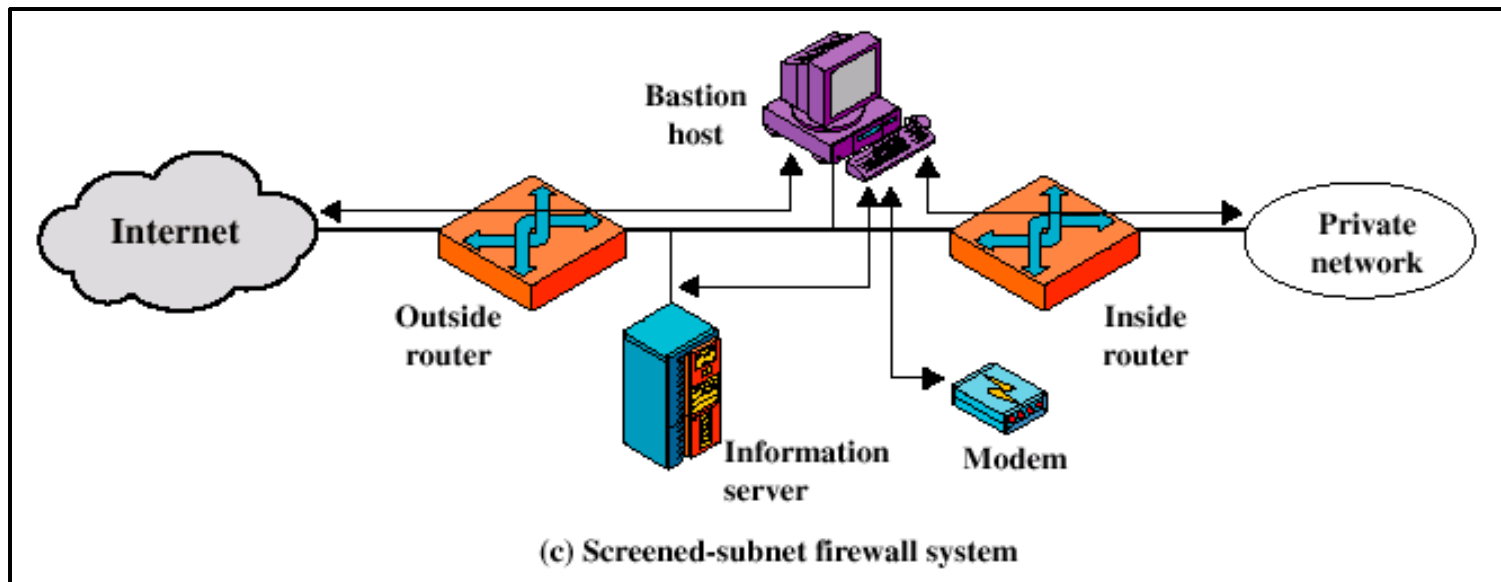 Bastion
host
Internet
Private
network
Outside
router
Inside
router
Information
server
Modem
(c) Screened-subnet firewall system